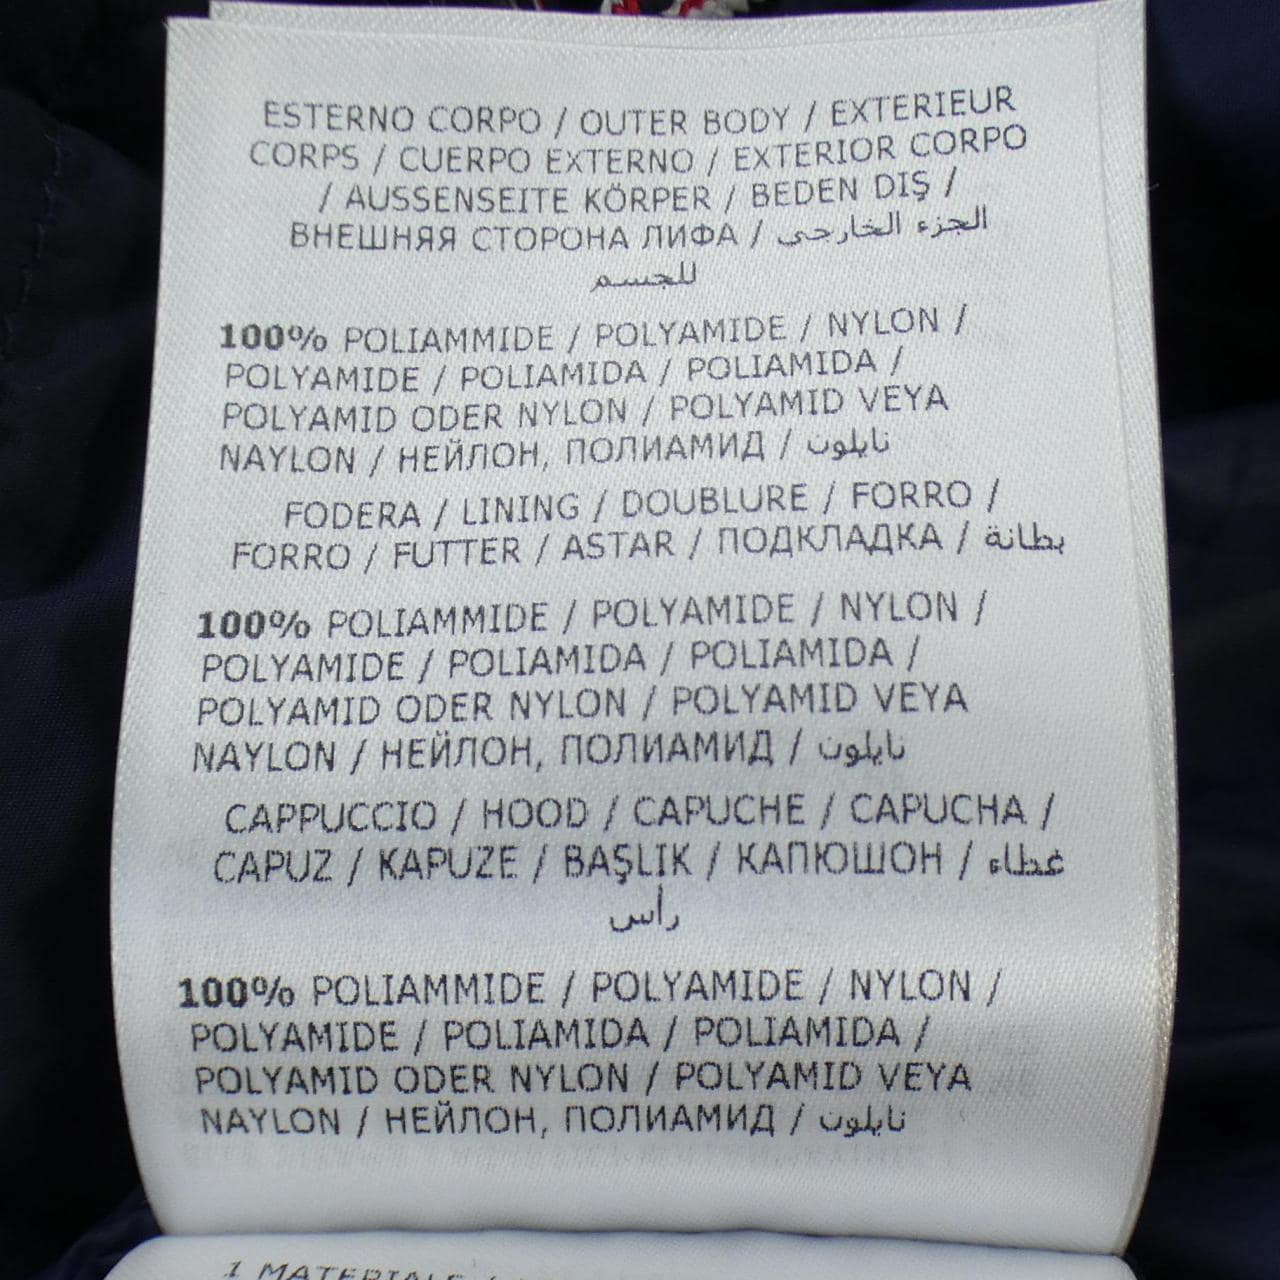 ESTERNO CORPO / OUTER BODY / EXTERIEUR
CORPS / CUERPO EXTERNO / EXTERIOR CORPO
/ AUSSENSEITE KÖRPER / BEDEN DIŞ /
ВНЕШНЯЯ СТОРОНА ЛИФА / الجزء الخارجي
للجسم
100% POLIAMMIDE / POLYAMIDE / NYLON /
POLYAMIDE / POLIAMIDA / POLIAMIDA /
POLYAMID ODER NYLON / POLYAMID VEYA
NAYLON / НЕЙЛОН, ПОЛИАМИД / نايلون
FODERA / LINING / DOUBLURE / FORRO /
FORRO / FUTTER / ASTAR / ПОДКЛАДКА / بطانة
100% POLIAMMIDE / POLYAMIDE / NYLON /
POLYAMIDE / POLIAMIDA / POLIAMIDA /
POLYAMID ODER NYLON / POLYAMID VEYA
NAYLON / НЕЙЛОН, ПОЛИАМИД / نايلون
CAPPUCCIO / HOOD / CAPUCHE / CAPUCHA /
CAPUZ / KAPUZE / BAŞLIK / КАПЮШОН / غطاء
رأس
100% POLIAMMIDE / POLYAMIDE / NYLON /
POLYAMIDE / POLIAMIDA / POLIAMIDA /
POLYAMID ODER NYLON / POLYAMID VEYA
NAYLON / НЕЙЛОН, ПОЛИАМИД / نايلون
1 MATERIALE /